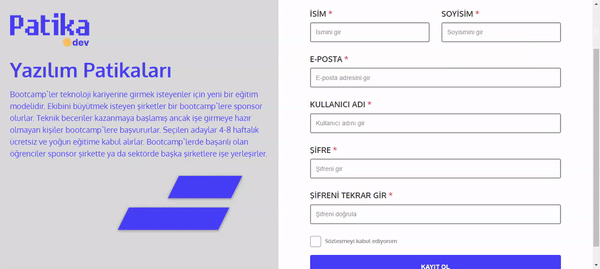 Patika
dev
Yazılım Patikaları
Bootcamp`ler teknoloji kariyerine girmek isteyenler için yeni bir eğitim
modelidir. Ekibini büyütmek isteyen şirketler bir bootcamp`lere sponsor
olurlar. Teknik beceriler kazanmaya başlamış ancak işe girmeye hazır
olmayan kişiler bootcamp`lere başvururlar. Seçilen adaylar 4-8 haftalık
ücretsiz ve yoğun eğitime kabul alırlar. Bootcamp`lerde başarılı olan
öğrenciler sponsor şirkette ya da sektörde başka şirketlere işe yerleşirler.
İSİM * SOYİSİM *
İsmini gir Soyismini gir
E-POSTA *
E-posta adresini gir
KULLANICI ADI *
Kullanıcı adını gir
ŞİFRE *
Şifreni gir
ŞİFRENİ TEKRAR GİR *
Şifreni doğrula
Sözleşmeyi kabul ediyorum
KAYIT OL